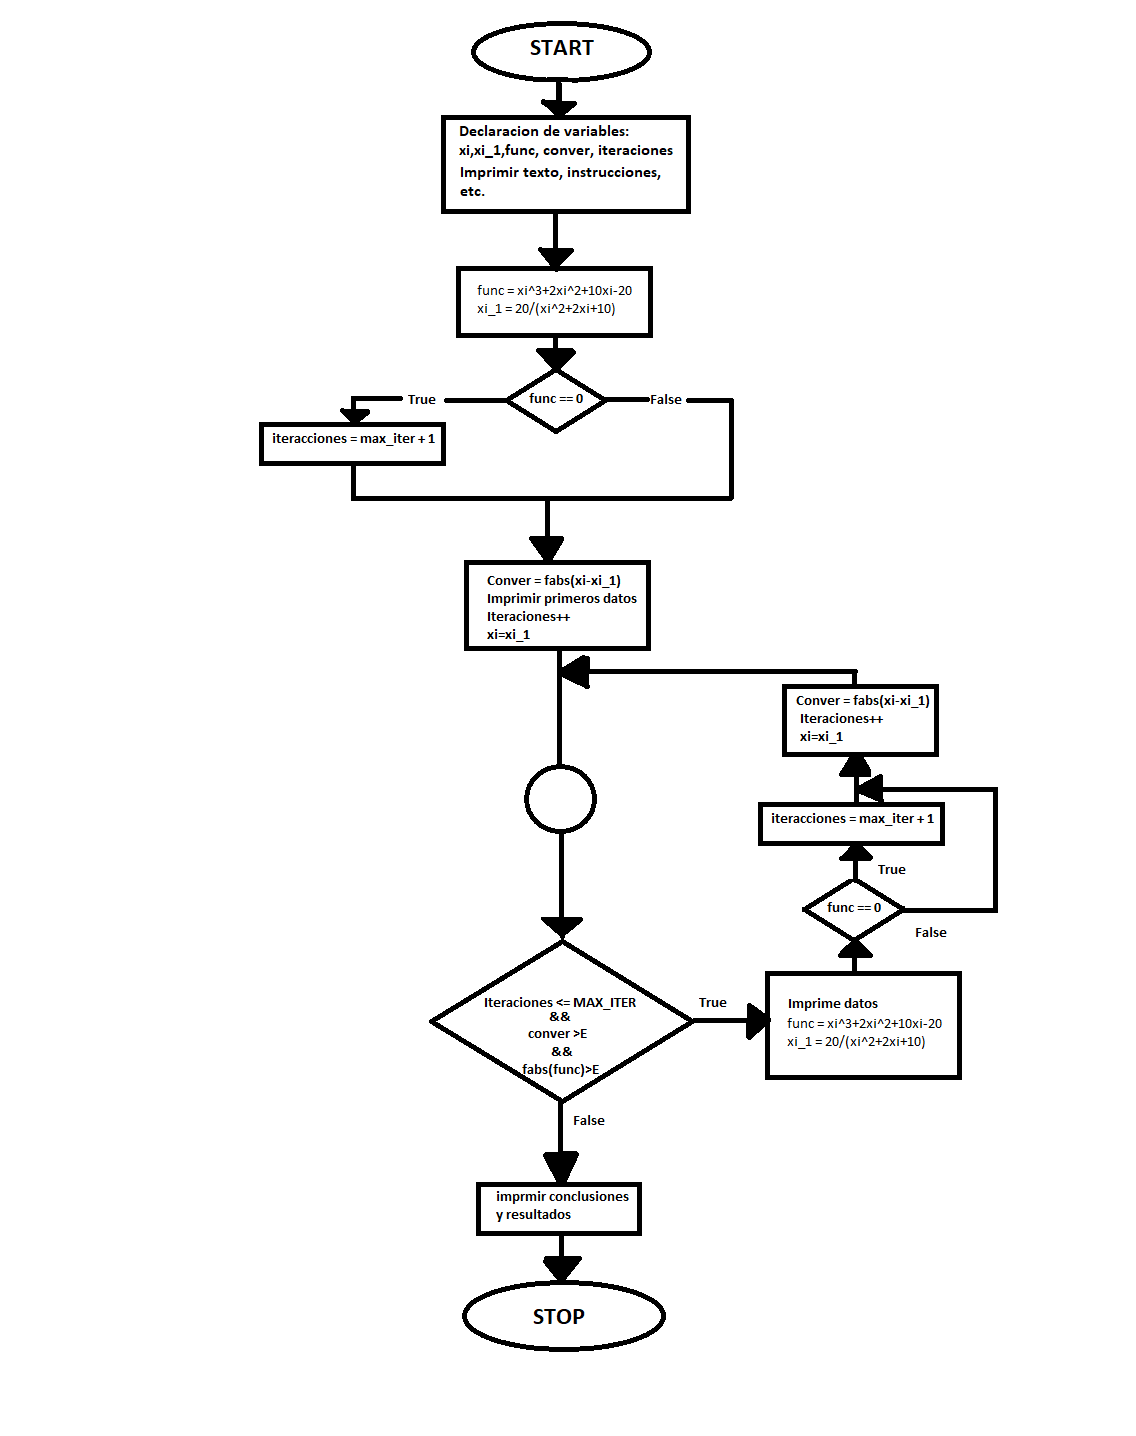 START
Declaracion de variables:
xi,xi_1,func, conver, iteraciones
Imprimir texto, instrucciones,
etc.
func = xi^3+2xi^2+10xi-20
xi_1 = 20/(xi^2+2xi+10)
func == 0
True
False
iteracciones = max_iter + 1
Conver = fabs(xi-xi_1)
Imprimir primeros datos
Iteraciones++
xi=xi_1
Conver = fabs(xi-xi_1)
Iteraciones++
xi=xi_1
iteracciones = max_iter + 1
True
func == 0
False
Iteraciones <= MAX_ITER
&&
conver >E
&&
fabs(func)>E
True
Imprime datos
func = xi^3+2xi^2+10xi-20
xi_1 = 20/(xi^2+2xi+10)
False
imprmir conclusiones
y resultados
STOP